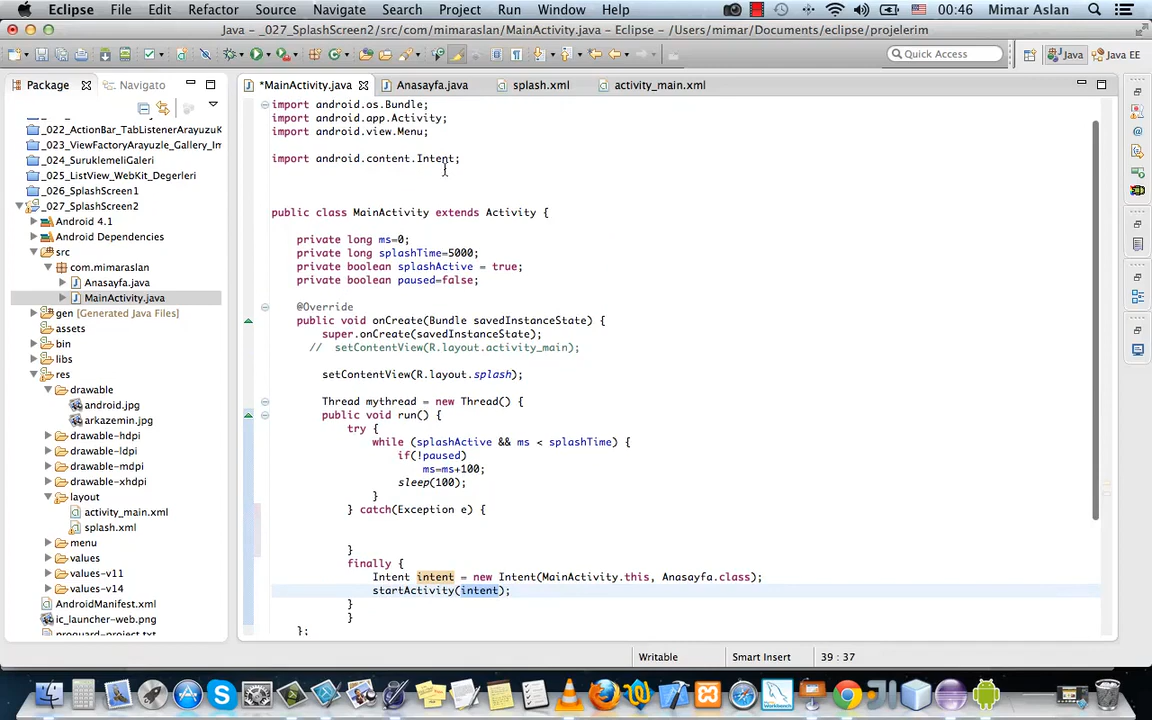 Eclipse File Edit Refactor Source Navigate Search Project Run Window Help 00:46 Mimar Aslan
Java - _027_SplashScreen2/src/com/mimaraslan/MainActivity.java - Eclipse - /Users/mimar/Documents/eclipse/projelerim
Quick Access Java Java EE
Package Navigato
*MainActivity.java Anasayfa.java splash.xml activity_main.xml
_022_ActionBar_TabListenerArayuzuK
_023_ViewFactoryArayuzle_Gallery_Im
_024_SuruklemeliGaleri
_025_ListView_WebKit_Degerleri
_026_SplashScreen1
_027_SplashScreen2
Android 4.1
Android Dependencies
src
com.mimaraslan
Anasayfa.java
MainActivity.java
gen [Generated Java Files]
assets
bin
libs
res
drawable
android.jpg
arkazemin.jpg
drawable-hdpi
drawable-ldpi
drawable-mdpi
drawable-xhdpi
layout
activity_main.xml
splash.xml
menu
values
values-v11
values-v14
AndroidManifest.xml
ic_launcher-web.png
proguard-project.txt
import android.os.Bundle;
import android.app.Activity;
import android.view.Menu;
import android.content.Intent;
public class MainActivity extends Activity {
private long ms=0;
private long splashTime=5000;
private boolean splashActive = true;
private boolean paused=false;
@Override
public void onCreate(Bundle savedInstanceState) {
super.onCreate(savedInstanceState);
// setContentView(R.layout.activity_main);
setContentView(R.layout.splash);
Thread mythread = new Thread() {
public void run() {
try {
while (splashActive && ms < splashTime) {
if(!paused)
ms=ms+100;
sleep(100);
}
} catch(Exception e) {
}
finally {
Intent intent = new Intent(MainActivity.this, Anasayfa.class);
startActivity(intent);
}
}
};
Writable Smart Insert 39 : 37